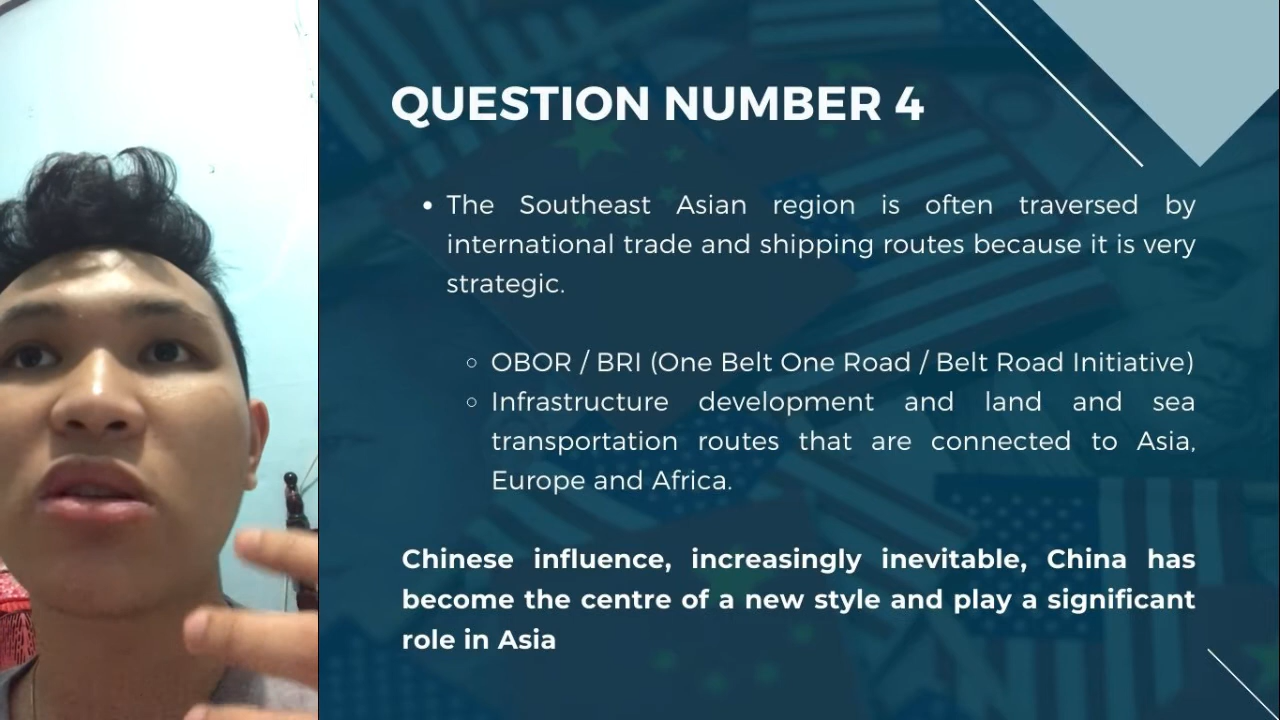 QUESTION NUMBER 4
• The Southeast Asian region is often traversed by
international trade and shipping routes because it is very
strategic.
○ OBOR / BRI (One Belt One Road / Belt Road Initiative)
○ Infrastructure development and land and sea
transportation routes that are connected to Asia,
Europe and Africa.
Chinese influence, increasingly inevitable, China has
become the centre of a new style and play a significant
role in Asia